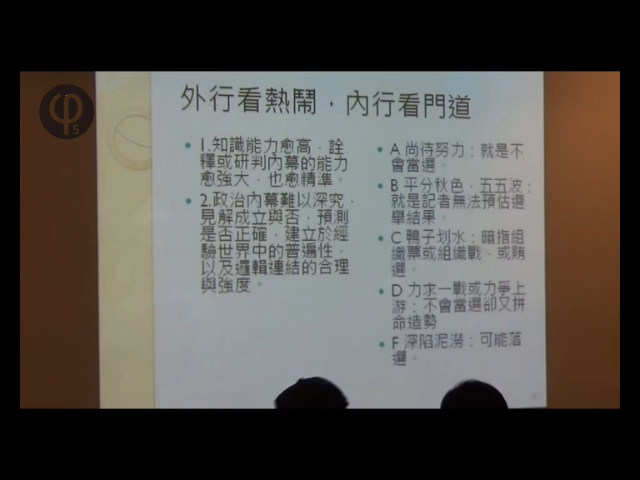 φ5
外行看熱鬧，內行看門道
• 1.知識能力愈高，詮
釋或研判內幕的能力
愈強大，也愈精準。
• 2.政治內幕難以深究，
見解成立與否，預測
是否正確，建立於經
驗世界中的普遍性，
以及邏輯連結的合理
與強度。
• A 尚待努力：就是不
會當選。
• B 平分秋色，五五波：
就是記者無法預估選
舉結果。
• C 鴨子划水：暗指組
織票或組織戰、或賄
選。
• D 力求一戰或力爭上
游：不會當選卻又拼
命造勢
• F 深陷泥澇：可能落
選。